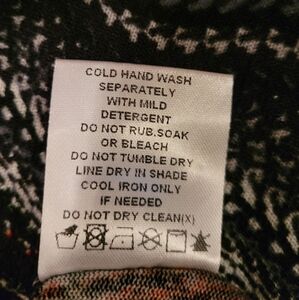 COLD HAND WASH
SEPARATELY
WITH MILD
DETERGENT
DO NOT RUB.SOAK
OR BLEACH
DO NOT TUMBLE DRY
LINE DRY IN SHADE
COOL IRON ONLY
IF NEEDED
DO NOT DRY CLEAN(X)